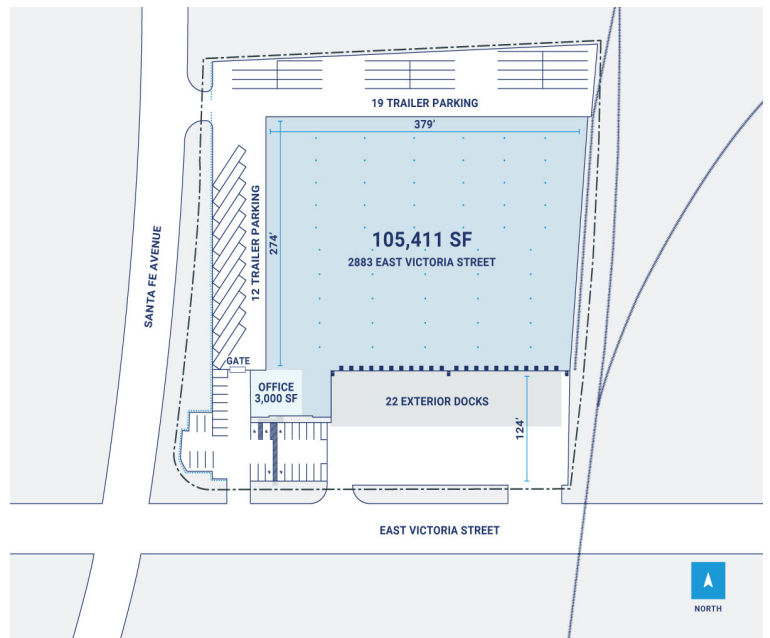 19 TRAILER PARKING
379'
SANTA FE AVENUE
12 TRAILER PARKING
274'
105,411 SF
2883 EAST VICTORIA STREET
GATE
OFFICE
3,000 SF
22 EXTERIOR DOCKS
124'
EAST VICTORIA STREET
NORTH